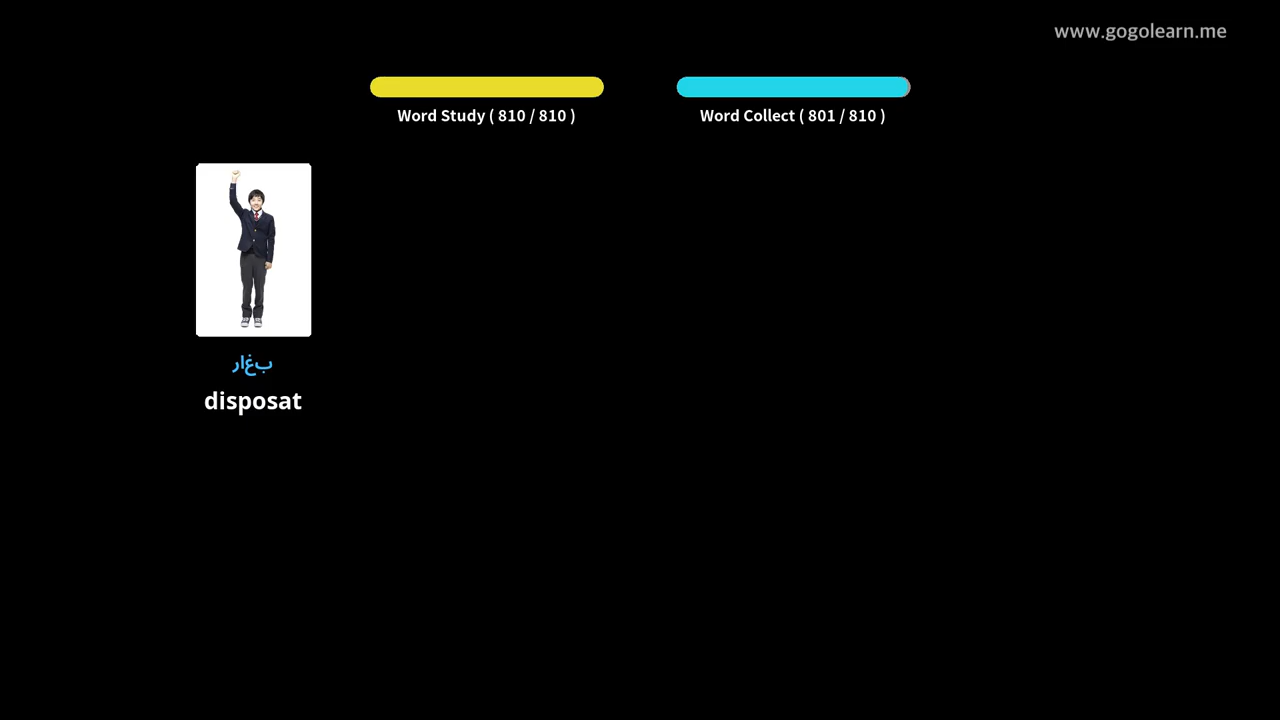 www.gogolearn.me
Word Study ( 810 / 810 )
Word Collect ( 801 / 810 )
بغار
disposat